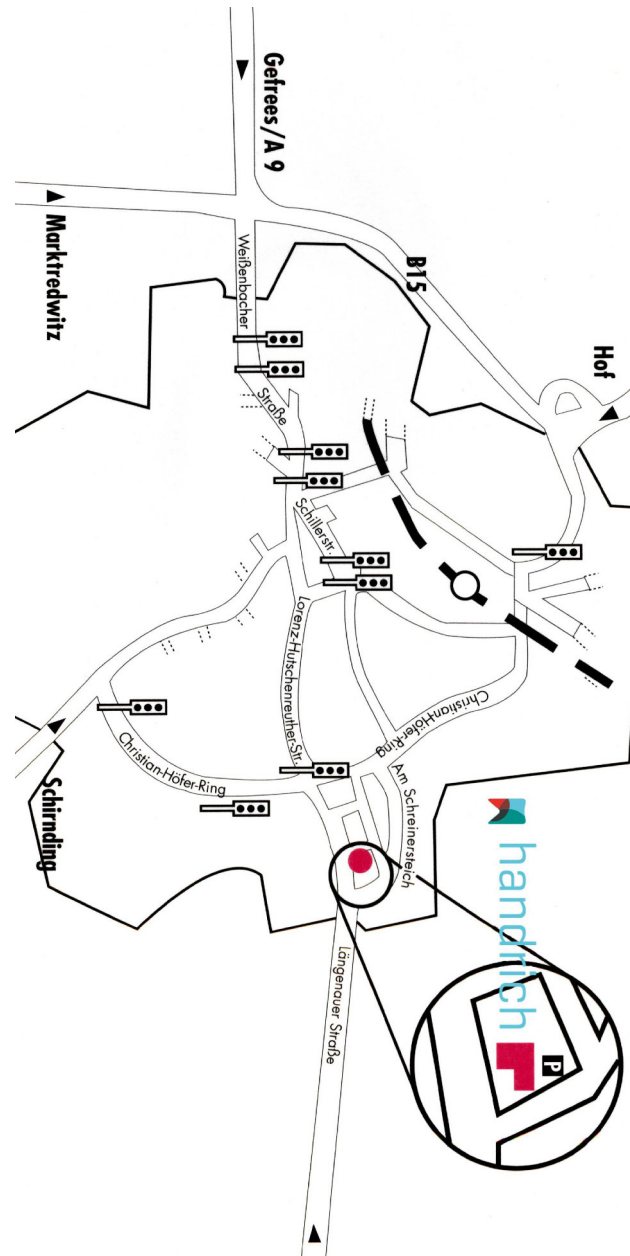 Gefrees/A 9
Marktredwitz
B15
Hof
Weißenbacher
Straße
Schillerstr.
Lorenz-Hutschenreuther-Str.
Christian-Höfer-Ring
Christian-Höfer-Ring
Am Schreinersteich
Schirnding
Längenauer Straße
handrich
P